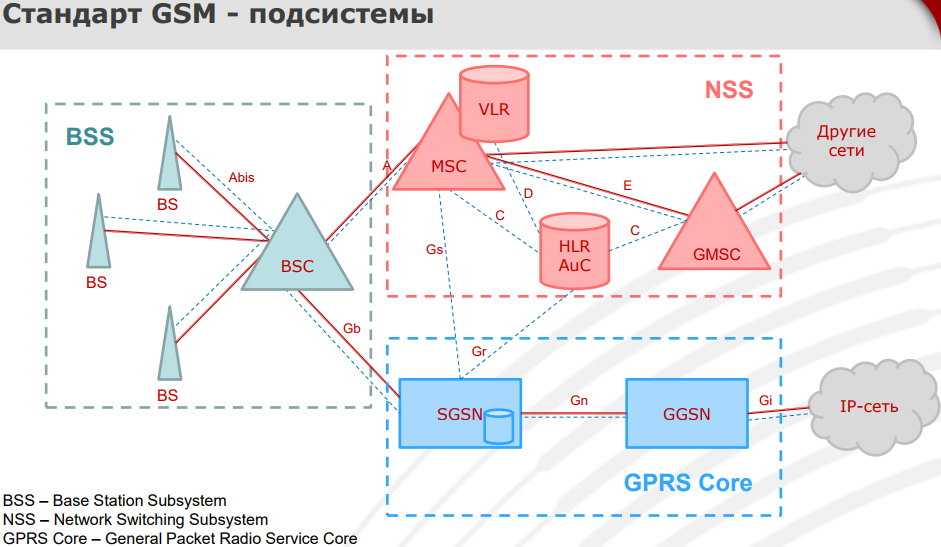 Стандарт GSM – подсистемы
BSS
NSS
VLR
MSC
Другие
сети
Abis
BS
A
D
E
C
C
BS
BSC
Gs
HLR
AuC
GMSC
Gb
Gr
BS
SGSN
Gn
GGSN
Gi
IP-сеть
GPRS Core
BSS – Base Station Subsystem
NSS – Network Switching Subsystem
GPRS Core – General Packet Radio Service Core